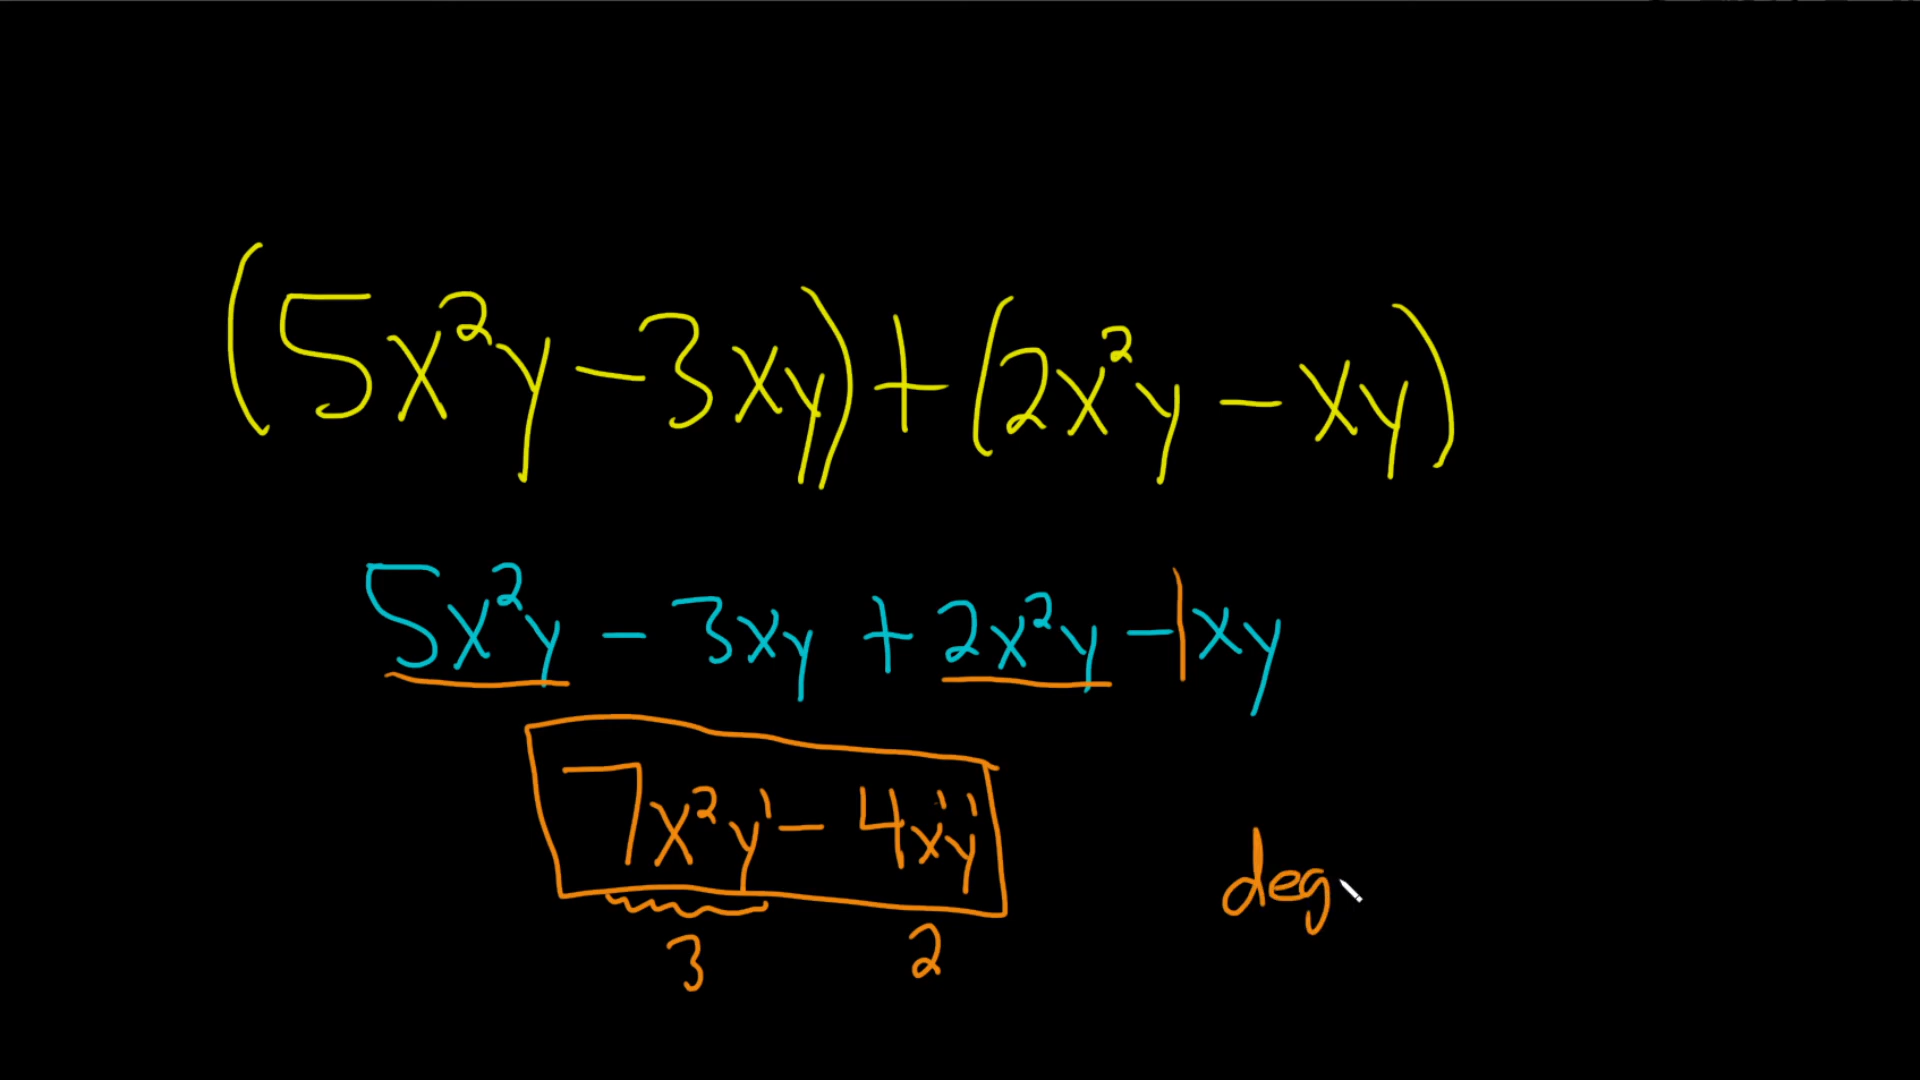 (5x²y - 3xy) + (2x²y - xy)
5x²y - 3xy + 2x²y - 1xy
7x²y¹ - 4x¹y¹
3 2
deg